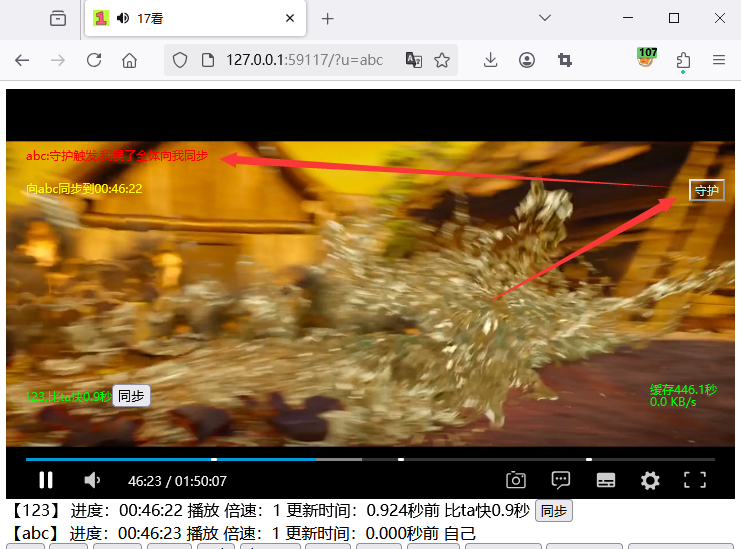 17看
127.0.0.1:59117/?u=abc
107
abc:守护触发,我摁了全体向我同步
向abc同步到00:46:22
守护
123,比ta快0.9秒 同步
缓存446.1秒
0.0 KB/s
46:23 / 01:50:07
【123】 进度：00:46:22 播放 倍速：1 更新时间：0.924秒前 比ta快0.9秒 同步
【abc】 进度：00:46:23 播放 倍速：1 更新时间：0.000秒前 自己